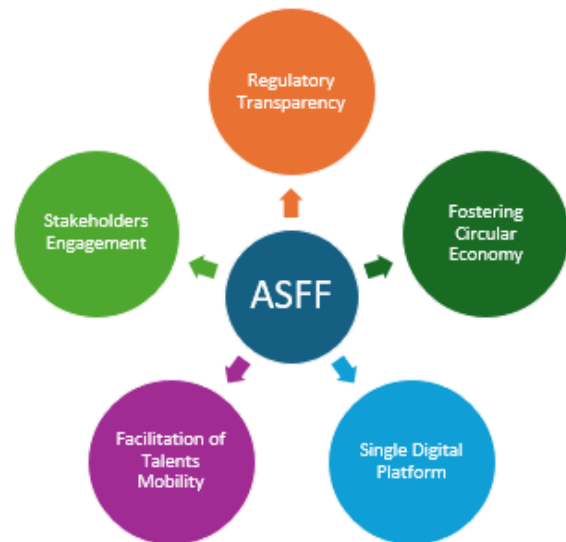 Regulatory
Transparency
Stakeholders
Engagement
Fostering
Circular
Economy
ASFF
Facilitation of
Talents
Mobility
Single Digital
Platform